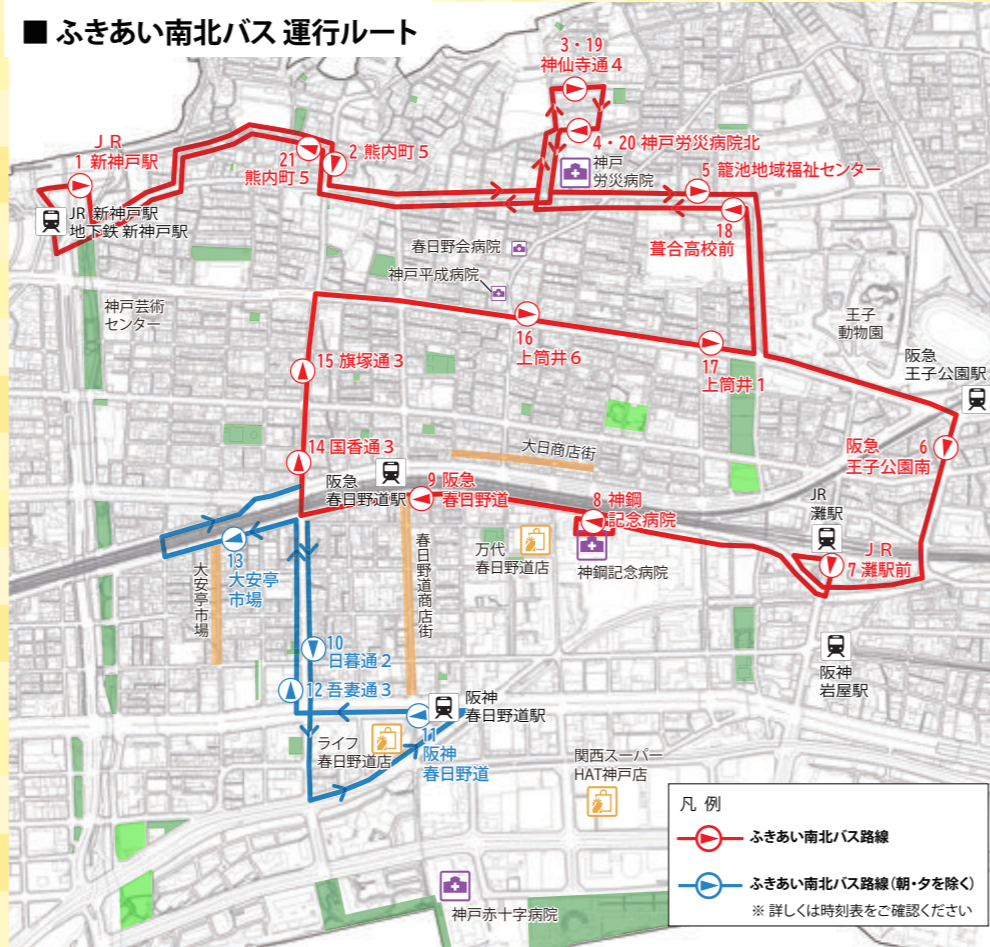 ■ ふきあい南北バス 運行ルート
3・19
神仙寺通４
4・20 神戸労災病院北
神戸
労災病院
5 籠池地域福祉センター
ＪＲ
1 新神戸駅
21
熊内町５
2 熊内町５
JR 新神戸駅
地下鉄 新神戸駅
18
葺合高校前
春日野会病院
神戸平成病院
神戸芸術
センター
16
上筒井６
17
上筒井１
王子
動物園
阪急
王子公園駅
15 旗塚通３
14 国香通３
大日商店街
阪急
王子公園南
6
阪急
春日野道駅
9 阪急
春日野道
8 神鋼
記念病院
JR
灘駅
ＪＲ
7 灘駅前
13
大安亭
市場
大安亭市場
春日野道商店街
万代
春日野道店
神鋼記念病院
10
日暮通２
12 吾妻通３
阪神
岩屋駅
阪神
春日野道駅
11
阪神
春日野道
ライフ
春日野道店
関西スーパー
HAT神戸店
神戸赤十字病院
凡 例
ふきあい南北バス路線
ふきあい南北バス路線（朝・夕を除く）
※ 詳しくは時刻表をご確認ください